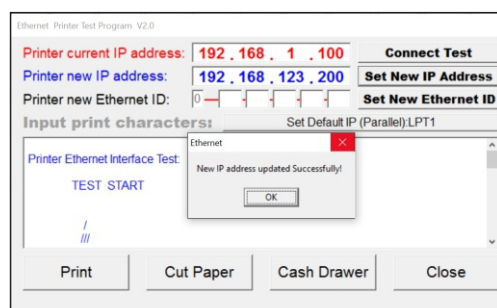 Ethernet Printer Test Program V2.0
Printer current IP address: 192 . 168 . 1 . 100 Connect Test
Printer new IP address: 192 . 168 . 123 . 200 Set New IP Address
Printer new Ethernet ID: 0 Set New Ethernet ID
Input print characters: Set Default IP (Parallel):LPT1
Printer Ethernet Interface Test:
TEST START
/
///
Ethernet
New IP address updated Successfully!
OK
Print Cut Paper Cash Drawer Close